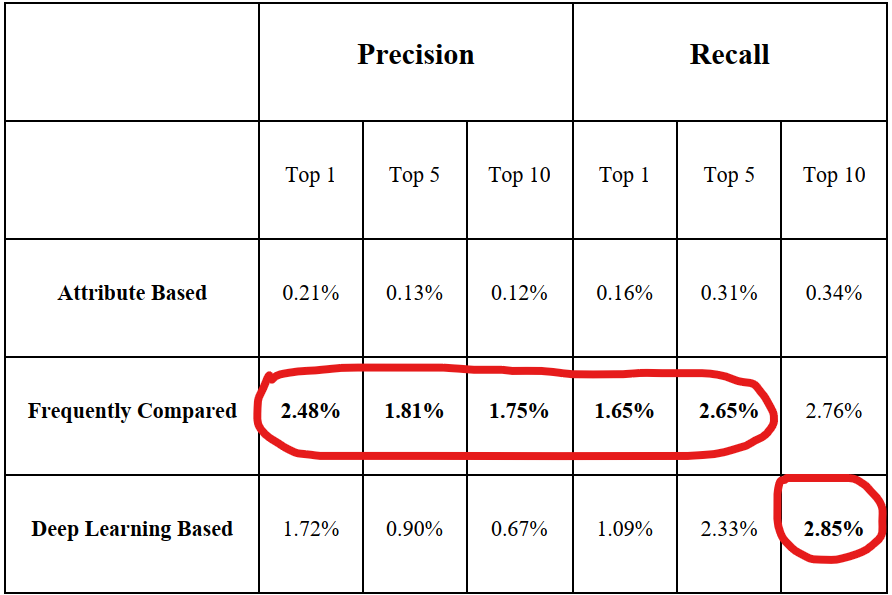 Precision Recall
Top 1 Top 5 Top 10 Top 1 Top 5 Top 10
Attribute Based 0.21% 0.13% 0.12% 0.16% 0.31% 0.34%
Frequently Compared 2.48% 1.81% 1.75% 1.65% 2.65% 2.76%
Deep Learning Based 1.72% 0.90% 0.67% 1.09% 2.33% 2.85%